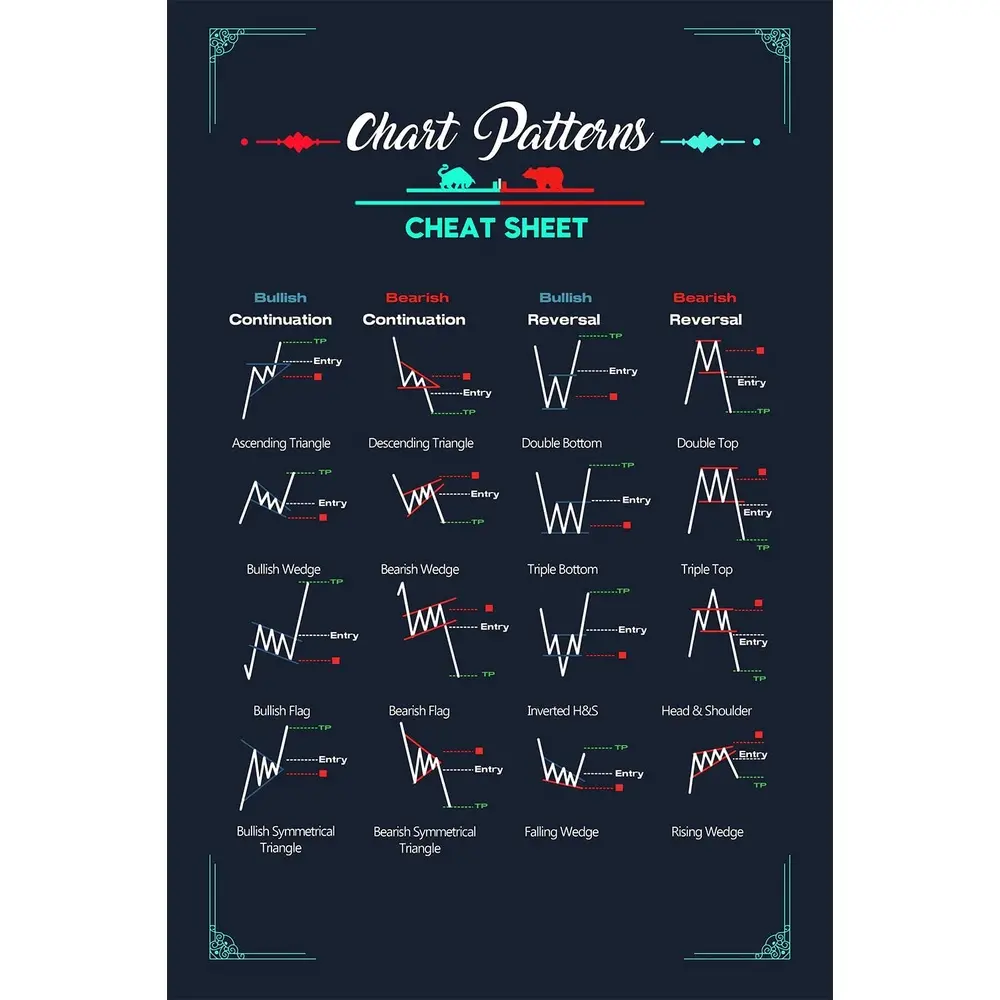 Chart Patterns
CHEAT SHEET
Bullish
Continuation
Bearish
Continuation
Bullish
Reversal
Bearish
Reversal
TP
Entry
Ascending Triangle
Entry
TP
Descending Triangle
TP
Entry
Double Bottom
Entry
TP
Double Top
TP
Entry
Bullish Wedge
Entry
TP
Bearish Wedge
TP
Entry
Triple Bottom
Entry
TP
Triple Top
TP
Entry
Bullish Flag
Entry
TP
Bearish Flag
TP
Entry
Inverted H&S
Entry
TP
Head & Shoulder
TP
Entry
Bullish Symmetrical
Triangle
Entry
TP
Bearish Symmetrical
Triangle
TP
Entry
Falling Wedge
Entry
TP
Rising Wedge